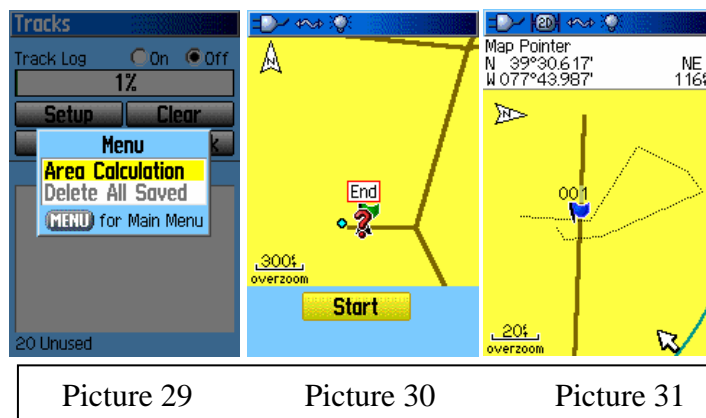 Tracks
Track Log On Off
1%
Setup Clear
Menu
Area Calculation
Delete All Saved
MENU for Main Menu
20 Unused
N
End
300ft
overzoom
Start
2D
Map Pointer
N 39°30.617' NE
W 077°43.987'
N
001
20ft
overzoom
Picture 29 Picture 30 Picture 31